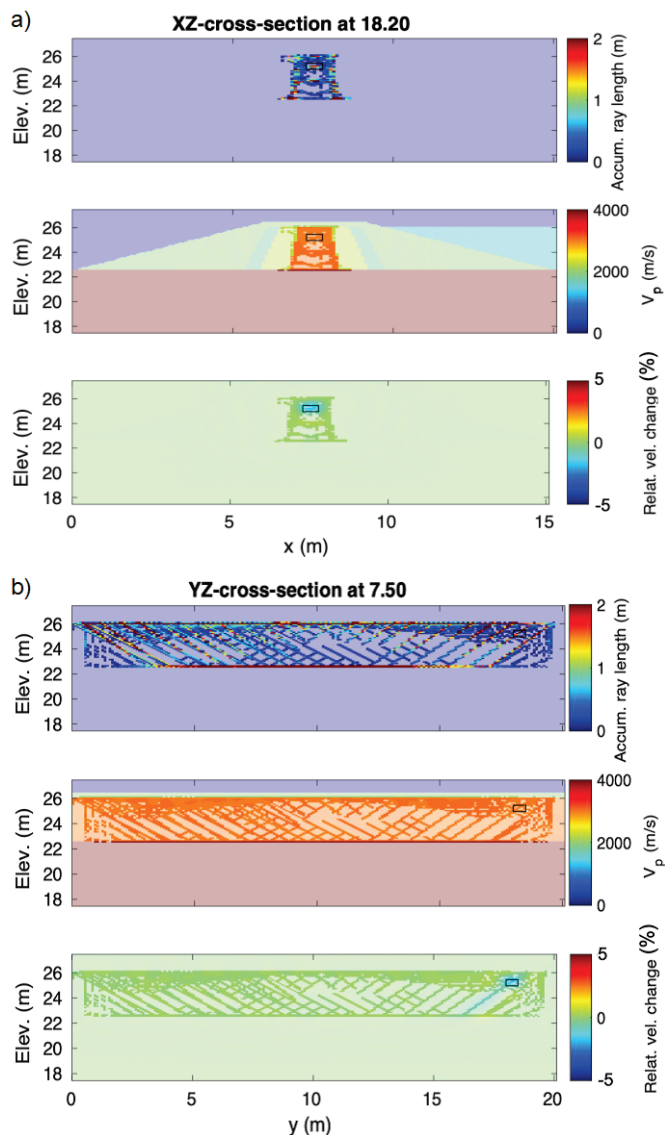 a)
XZ-cross-section at 18.20
Elev. (m)
26
24
22
20
18
2
1
0
Accum. ray length (m)
Elev. (m)
26
24
22
20
18
4000
2000
0
Vp (m/s)
Elev. (m)
26
24
22
20
18
5
0
-5
Relat. vel. change (%)
0 5 10 15
x (m)
b)
YZ-cross-section at 7.50
Elev. (m)
26
24
22
20
18
2
1
0
Accum. ray length (m)
Elev. (m)
26
24
22
20
18
4000
2000
0
Vp (m/s)
Elev. (m)
26
24
22
20
18
5
0
-5
Relat. vel. change (%)
0 5 10 15 20
y (m)